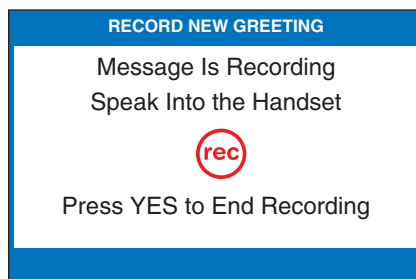 RECORD NEW GREETING
Message Is Recording
Speak Into the Handset
rec
Press YES to End Recording